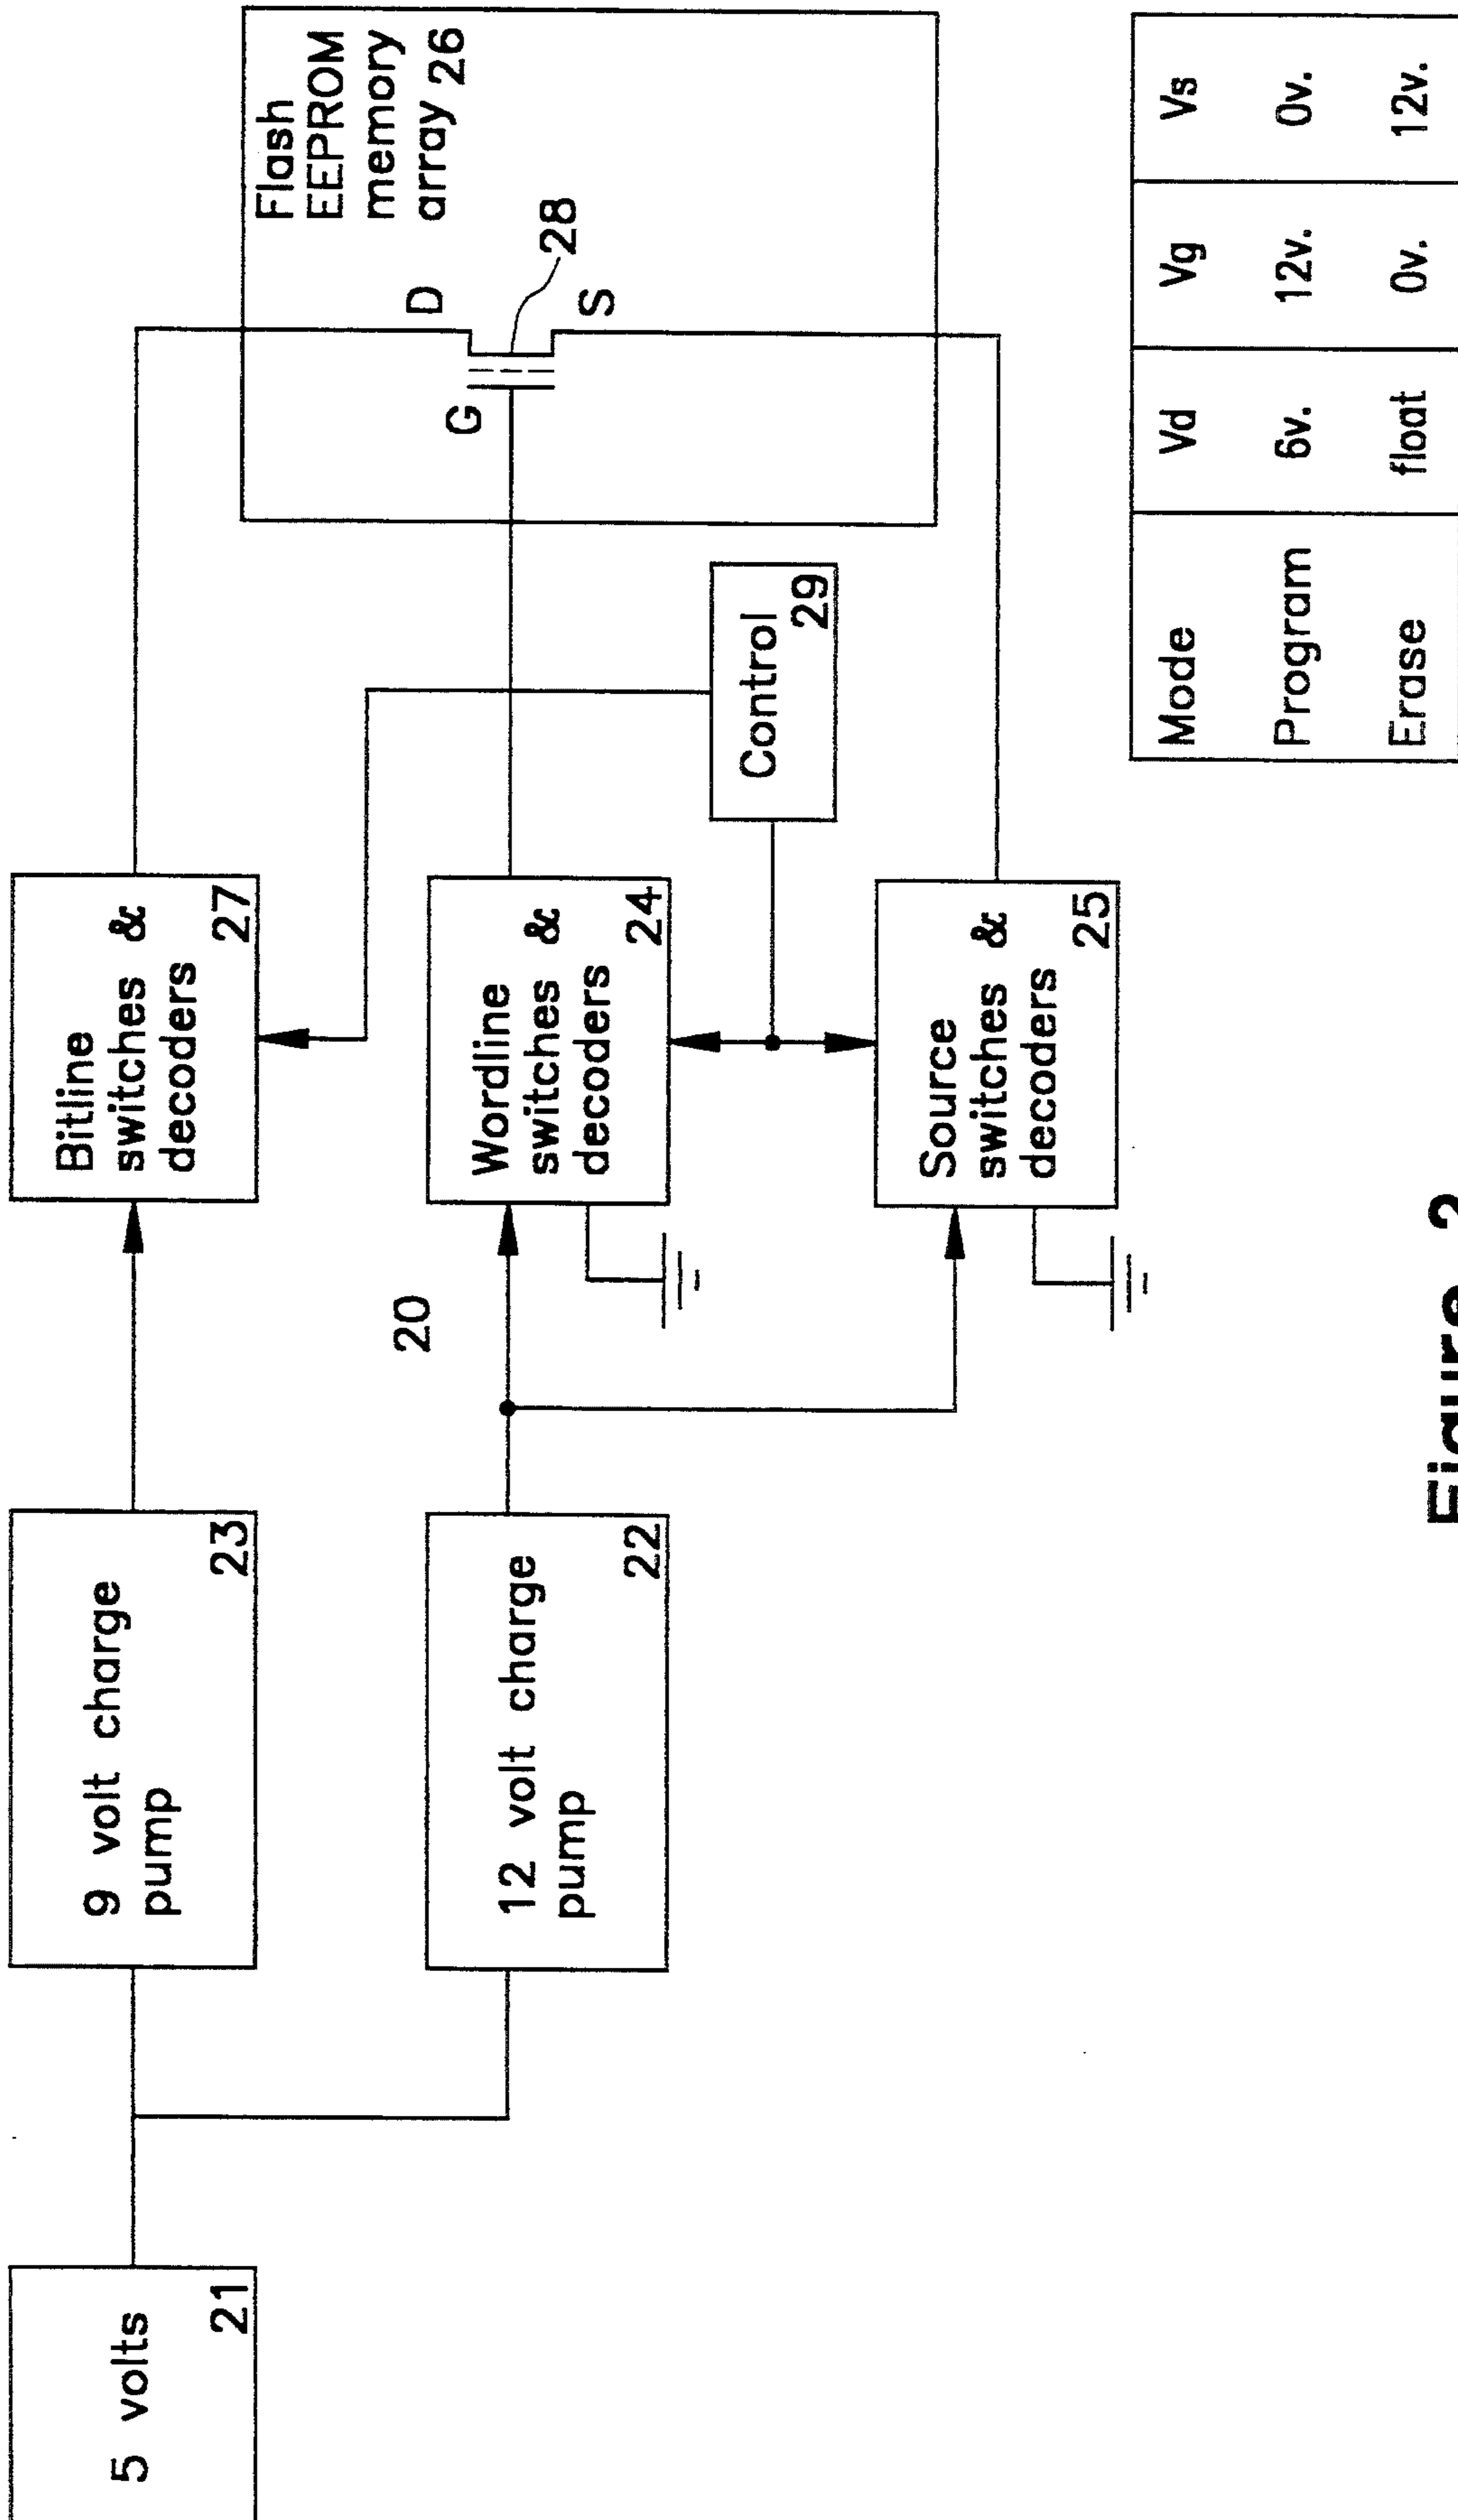 5 volts
21
9 volt charge
pump
23
12 volt charge
pump
22
20
Bitline
switches &
decoders
27
Wordline
switches &
decoders
24
Source
switches &
decoders
25
Control
29
Flash
EEPROM
memory
array 26
D
G
S
28
Mode Vd Vg Vs
Program 6v. 12v. 0v.
Erase float 0v. 12v.
Figure 2